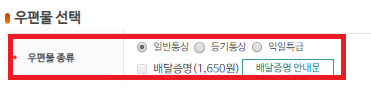 우편물 선택
우편물 종류
일반통상 등기통상 익일특급
배달증명(1,650원) 배달증명 안내문